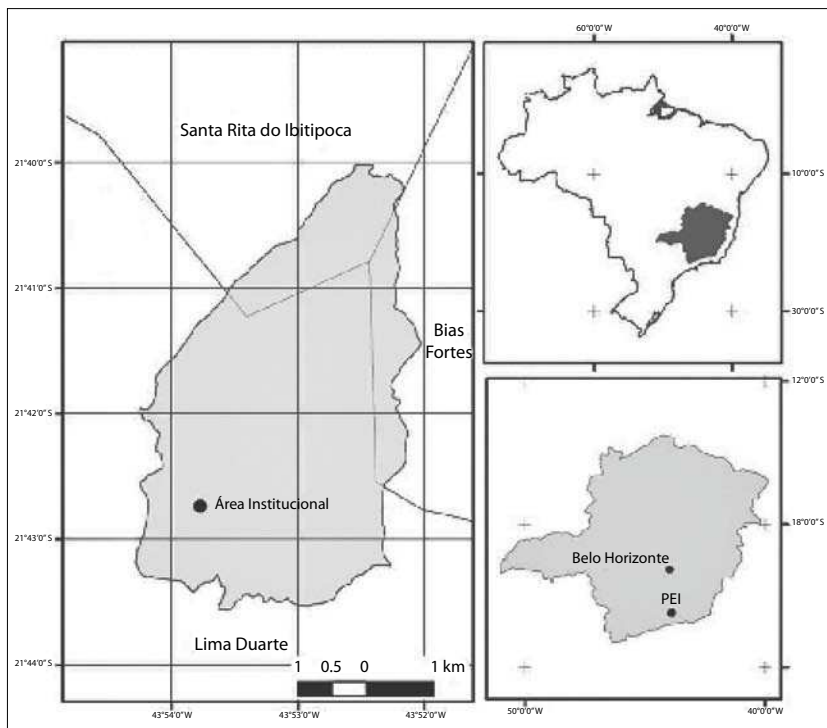 Santa Rita do Ibitipoca
21°40'0"S
21°41'0"S
Bias
Fortes
21°42'0"S
Área Institucional
21°43'0"S
Lima Duarte
1 0.5 0 1 km
21°44'0"S
43°54'0"W 43°53'0"W 43°52'0"W
60°0'0"W 40°0'0"W
10°0'0"S
30°0'0"S
12°0'0"S
18°0'0"S
Belo Horizonte
PEI
50°0'0"W 40°0'0"W